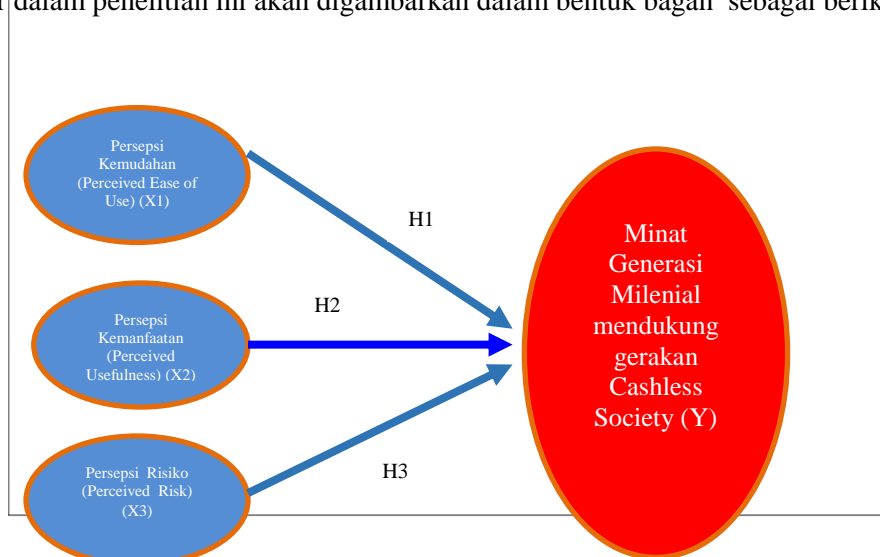 dalam penelitian ini akan digambarkan dalam bentuk bagan sebagai berik
Persepsi
Kemudahan
(Perceived Ease of
Use) (X1)
H1
Minat
Generasi
Milenial
mendukung
gerakan
Cashless
Society (Y)
H2
Persepsi
Kemanfaatan
(Perceived
Usefulness) (X2)
Persepsi Risiko
(Perceived Risk)
(X3)
H3